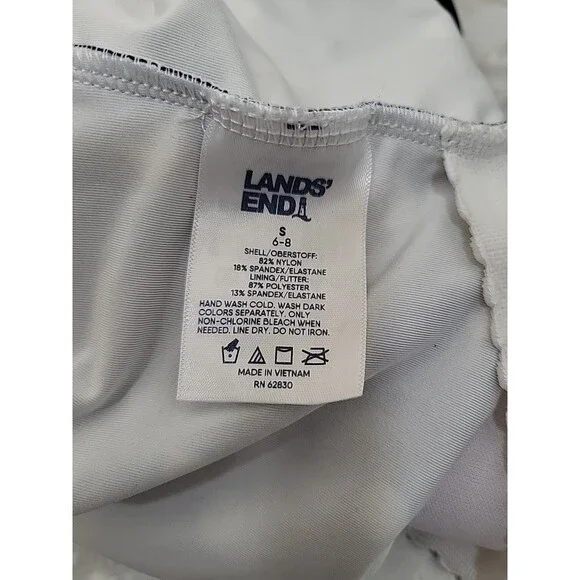 LANDS'
END
S
6-8
SHELL/OBERSTOFF:
82% NYLON
18% SPANDEX/ELASTANE
LINING/FUTTER:
87% POLYESTER
13% SPANDEX/ELASTANE
HAND WASH COLD. WASH DARK
COLORS SEPARATELY. ONLY
NON-CHLORINE BLEACH WHEN
NEEDED. LINE DRY. DO NOT IRON.
MADE IN VIETNAM
RN 62830